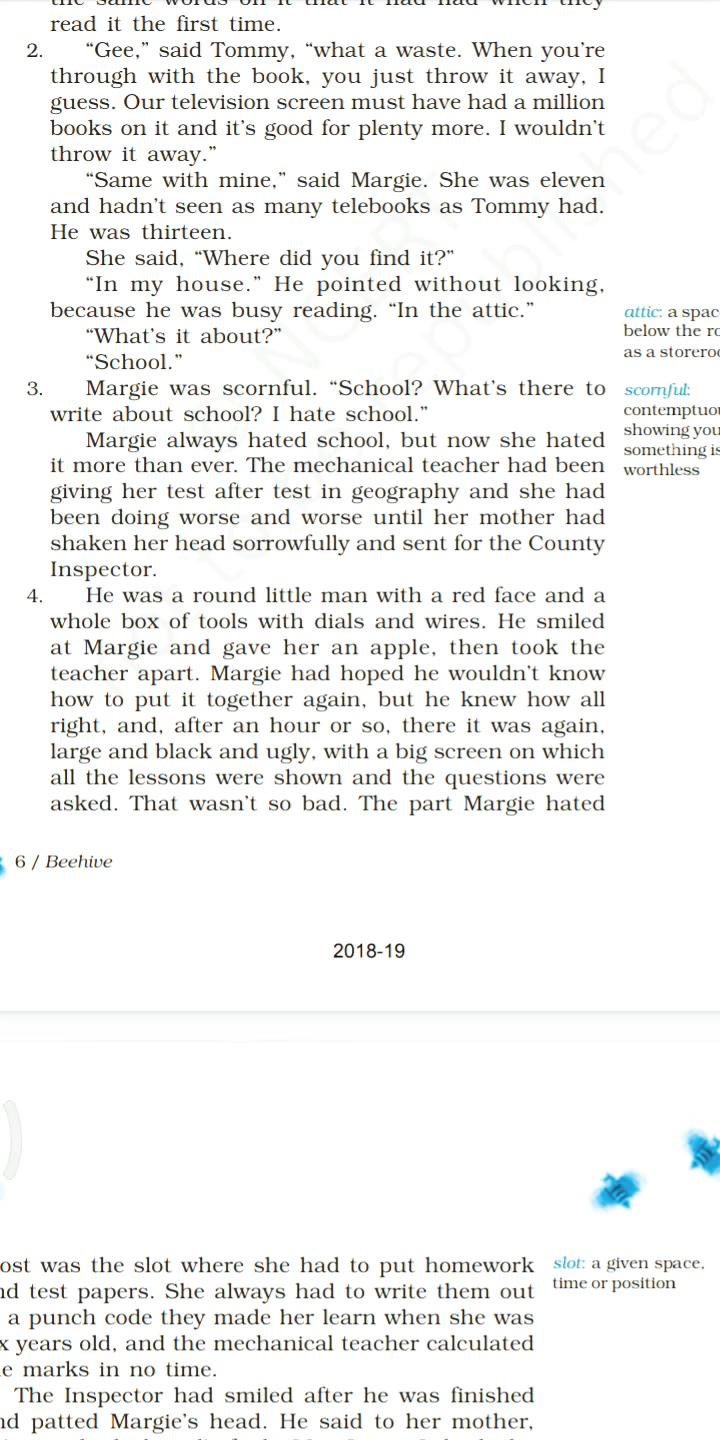 the same words on it that it had had when they
read it the first time.
2. “Gee,” said Tommy, “what a waste. When you’re
through with the book, you just throw it away, I
guess. Our television screen must have had a million
books on it and it’s good for plenty more. I wouldn’t
throw it away.”
“Same with mine,” said Margie. She was eleven
and hadn’t seen as many telebooks as Tommy had.
He was thirteen.
She said, “Where did you find it?”
“In my house.” He pointed without looking,
because he was busy reading. “In the attic.”
“What’s it about?”
“School.”
3. Margie was scornful. “School? What’s there to
write about school? I hate school.”
Margie always hated school, but now she hated
it more than ever. The mechanical teacher had been
giving her test after test in geography and she had
been doing worse and worse until her mother had
shaken her head sorrowfully and sent for the County
Inspector.
4. He was a round little man with a red face and a
whole box of tools with dials and wires. He smiled
at Margie and gave her an apple, then took the
teacher apart. Margie had hoped he wouldn’t know
how to put it together again, but he knew how all
right, and, after an hour or so, there it was again,
large and black and ugly, with a big screen on which
all the lessons were shown and the questions were
asked. That wasn’t so bad. The part Margie hated
attic: a spac
below the ro
as a storeroo
scornful:
contemptuou
showing you
something is
worthless
6 / Beehive
2018-19
ost was the slot where she had to put homework
nd test papers. She always had to write them out
a punch code they made her learn when she was
x years old, and the mechanical teacher calculated
e marks in no time.
The Inspector had smiled after he was finished
nd patted Margie’s head. He said to her mother,
slot: a given space,
time or position